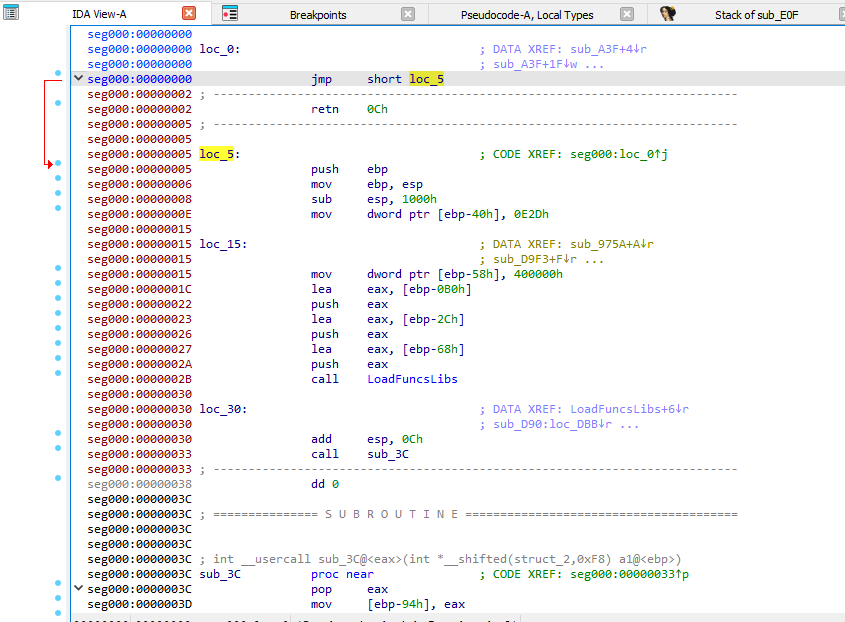 IDA View-A Breakpoints Pseudocode-A, Local Types Stack of sub_E0F
seg000:00000000
seg000:00000000 loc_0: ; DATA XREF: sub_A3F+4↓r
seg000:00000000 ; sub_A3F+1F↓w ...
seg000:00000000 jmp short loc_5
seg000:00000002 ; ---------------------------------------------------------------------------
seg000:00000002 retn 0Ch
seg000:00000005 ; ---------------------------------------------------------------------------
seg000:00000005
seg000:00000005 loc_5: ; CODE XREF: seg000:loc_0↑j
seg000:00000005 push ebp
seg000:00000006 mov ebp, esp
seg000:00000008 sub esp, 1000h
seg000:0000000E mov dword ptr [ebp-40h], 0E2Dh
seg000:00000015
seg000:00000015 loc_15: ; DATA XREF: sub_975A+A↓r
seg000:00000015 ; sub_D9F3+F↓r ...
seg000:00000015 mov dword ptr [ebp-58h], 400000h
seg000:0000001C lea eax, [ebp-0B0h]
seg000:00000022 push eax
seg000:00000023 lea eax, [ebp-2Ch]
seg000:00000026 push eax
seg000:00000027 lea eax, [ebp-68h]
seg000:0000002A push eax
seg000:0000002B call LoadFuncsLibs
seg000:00000030
seg000:00000030 loc_30: ; DATA XREF: LoadFuncsLibs+6↓r
seg000:00000030 ; sub_D90:loc_DBB↓r ...
seg000:00000030 add esp, 0Ch
seg000:00000033 call sub_3C
seg000:00000033 ; ---------------------------------------------------------------------------
seg000:00000038 dd 0
seg000:0000003C
seg000:0000003C ; =============== S U B R O U T I N E =======================================
seg000:0000003C
seg000:0000003C
seg000:0000003C ; int __usercall sub_3C@<eax>(int *__shifted(struct_2,0xF8) a1@<ebp>)
seg000:0000003C sub_3C proc near ; CODE XREF: seg000:00000033↑p
seg000:0000003C pop eax
seg000:0000003D mov [ebp-94h], eax